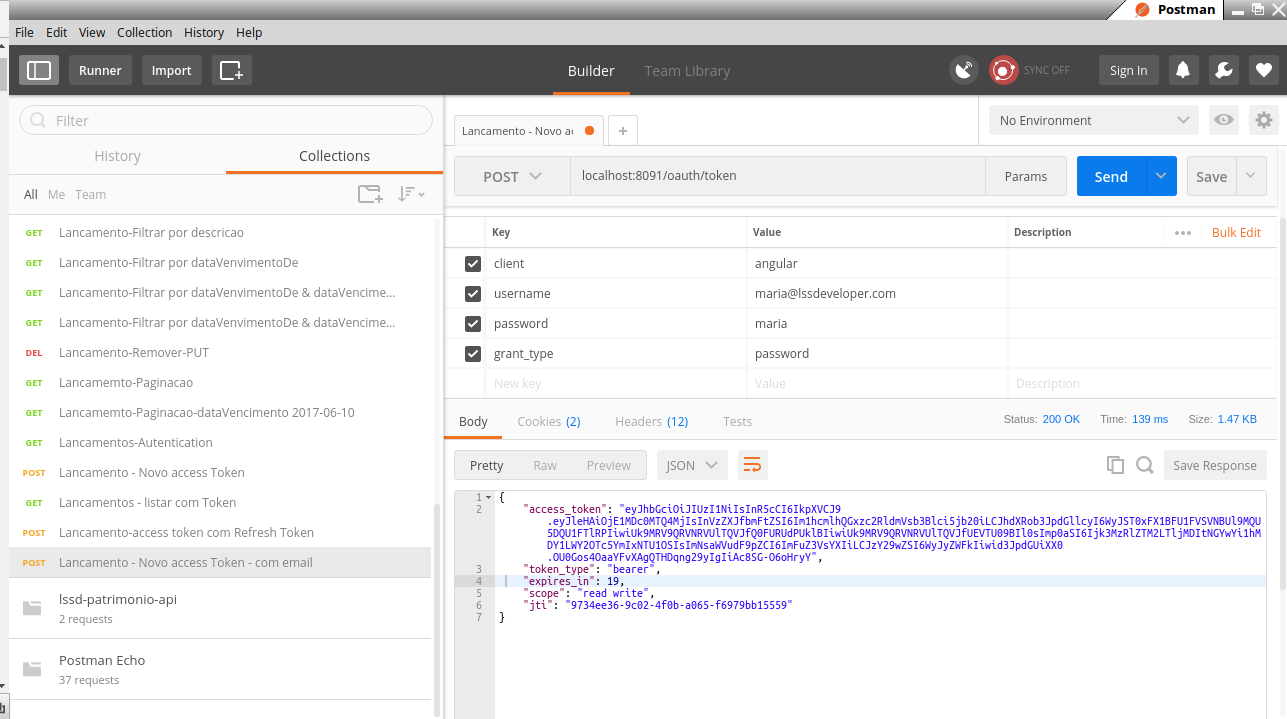 Postman
File Edit View Collection History Help
Runner Import Builder Team Library SYNC OFF Sign In
Filter
History Collections
All Me Team
GET Lancamento-Filtrar por descricao
GET Lancamento-Filtrar por dataVenvimentoDe
GET Lancamento-Filtrar por dataVenvimentoDe & dataVencime...
GET Lancamento-Filtrar por dataVenvimentoDe & dataVencime...
DEL Lancamento-Remover-PUT
GET Lancamemto-Paginacao
GET Lancamemto-Paginacao-dataVencimento 2017-06-10
GET Lancamentos-Autentication
POST Lancamento - Novo access Token
GET Lancamentos - listar com Token
POST Lancamento-access token com Refresh Token
POST Lancamento - Novo access Token - com email
lssd-patrimonio-api
2 requests
Postman Echo
37 requests
Lancamento - Novo ac +
No Environment
POST localhost:8091/oauth/token Params Send Save
Key Value Description ••• Bulk Edit
client angular
username maria@lssdeveloper.com
password maria
grant_type password
New key Value Description
Body Cookies (2) Headers (12) Tests Status: 200 OK Time: 139 ms Size: 1.47 KB
Pretty Raw Preview JSON Save Response
1 {
2 "access_token": "eyJhbGciOiJIUzI1NiIsInR5cCI6IkpXVCJ9
3 "token_type": "bearer",
4 "expires_in": 19,
5 "scope": "read write",
6 "jti": "9734ee36-9c02-4f0b-a065-f6979bb15559"
7 }